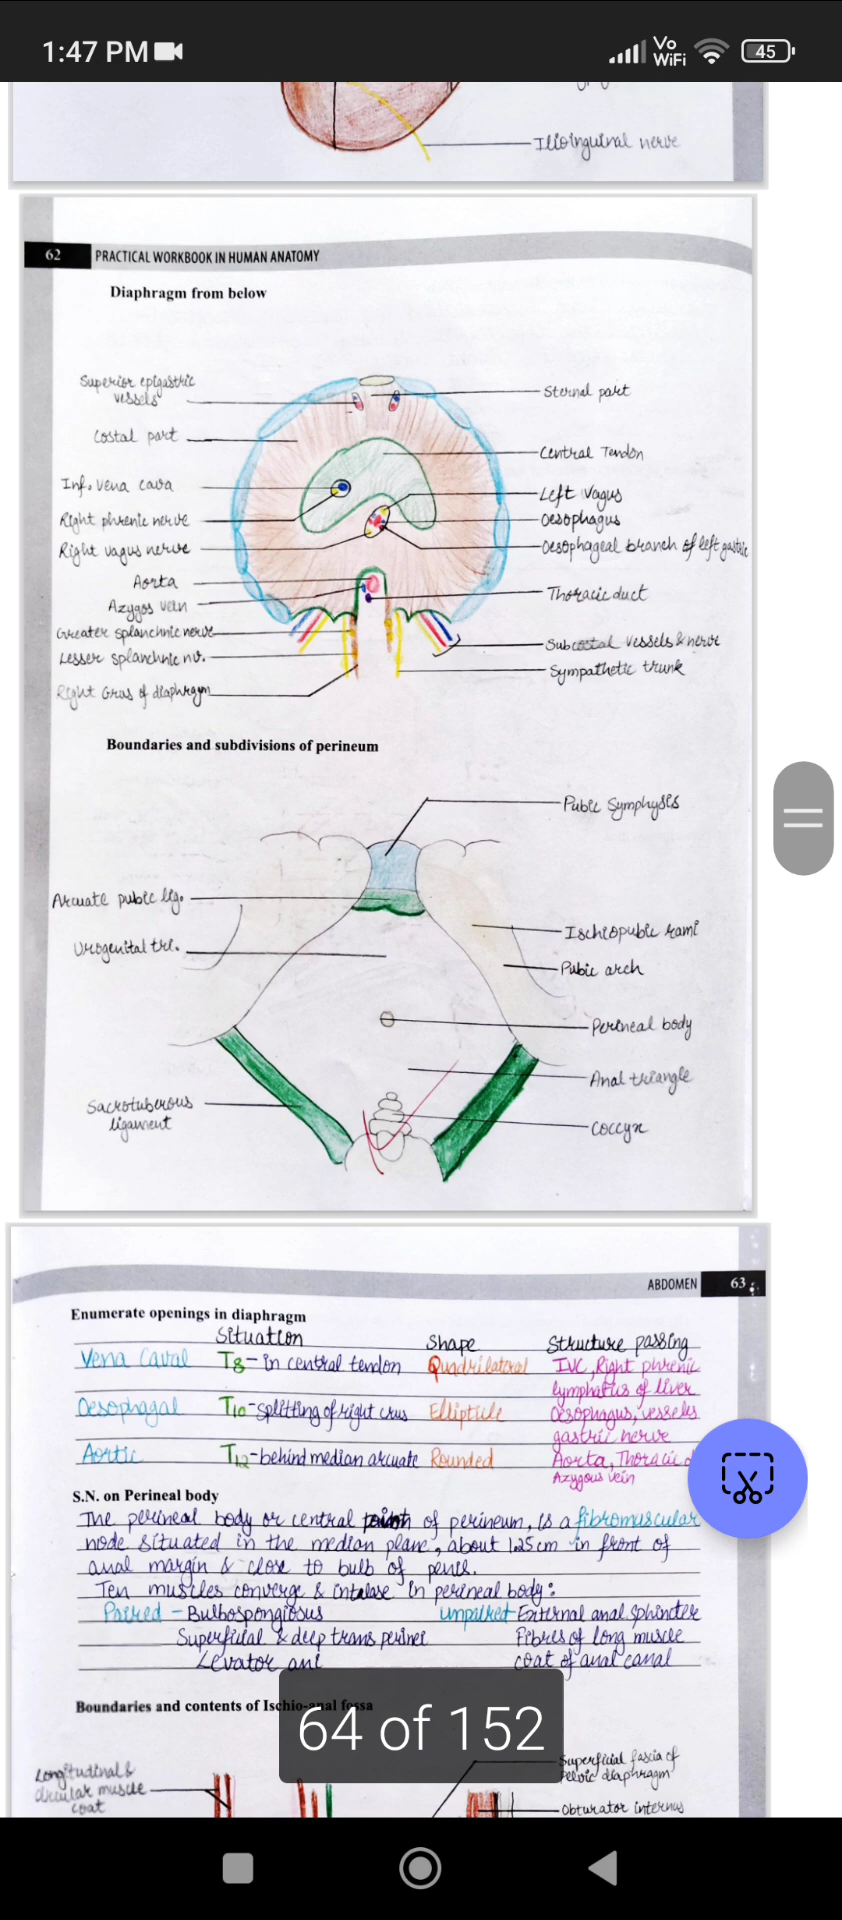 1:47 PM
Vo
WiFi
45
Ilioinguinal nerve
62 PRACTICAL WORKBOOK IN HUMAN ANATOMY
Diaphragm from below
Superior epigastric
vessels
Costal part
Inf. vena cava
Right phrenic nerve
Right vagus nerve
Aorta
Azygos vein
Greater splanchnic nerve
Lesser splanchnic nv.
Right Crus of diaphragm
Sternal part
Central Tendon
Left Vagus
Oesophagus
Oesophageal branch of left gastric
Thoracic duct
Subcostal vessels & nerve
Sympathetic trunk
Boundaries and subdivisions of perineum
Pubic Symphysis
Arcuate pubic lig.
Urogenital tri.
Ischiopubic rami
Pubic arch
Perineal body
Anal triangle
Sacrotuberous
ligament
Coccyx
ABDOMEN 63
Enumerate openings in diaphragm
Situation Shape Structure passing
Vena Caval T8 - in central tendon Quadrilateral IVC, Right phrenic
lymphatics of liver
Oesophagal T10 - splitting of right crus Ellipticle Oesophagus, vessels
gastric nerve
Aortic T12 - behind median arcuate Rounded Aorta, Thoracic d
Azygous vein
S.N. on Perineal body
The perineal body or central of perineum, is a fibromuscular
node situated in the median plane, about 1.25cm in front of
anal margin & close to bulb of penis.
Ten muscles converge & in perineal body:
Paired - Bulbospongiosus unpaired - External anal sphincter
Superficial & deep trans perinei Fibres of long muscle
Levator ani coat of anal canal
Boundaries and contents of Ischio-anal fossa
64 of 152
Longitudinal &
circular muscle
coat
Superficial fascia of
Pelvic diaphragm
Obturator internus